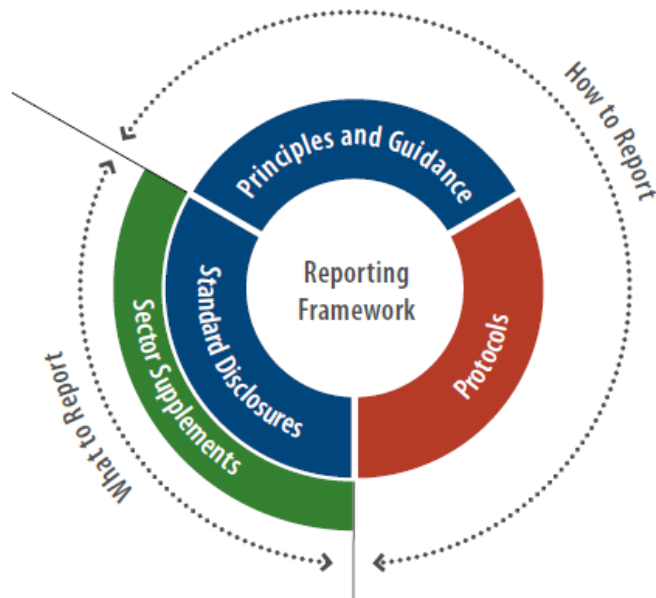 How to Report
Principles and Guidance
Reporting
Framework
Standard Disclosures
Sector Supplements
Protocols
What to Report